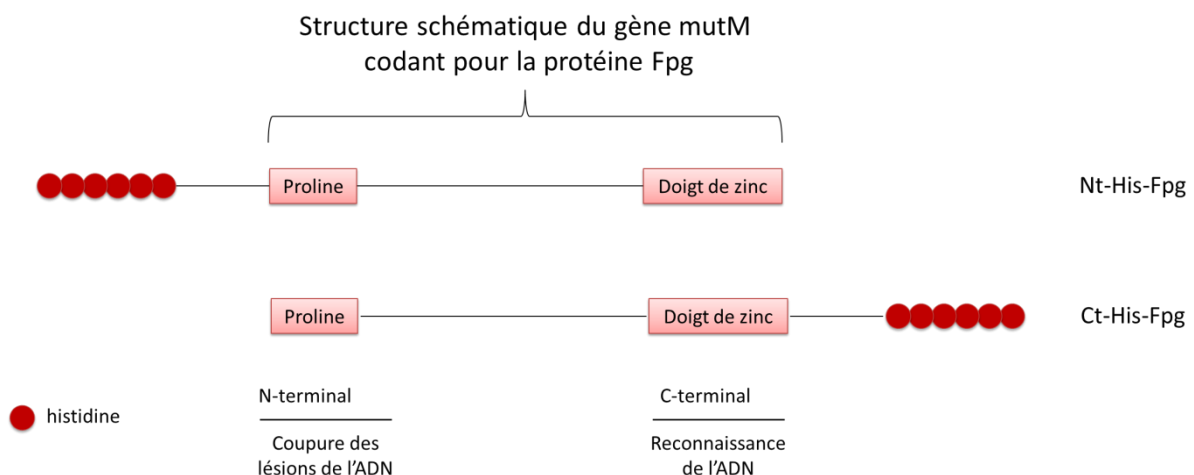 Structure schématique du gène mutM
codant pour la protéine Fpg
Proline
Doigt de zinc
Nt-His-Fpg
Proline
Doigt de zinc
Ct-His-Fpg
N-terminal
C-terminal
histidine
Coupure des
lésions de l'ADN
Reconnaissance
de l'ADN